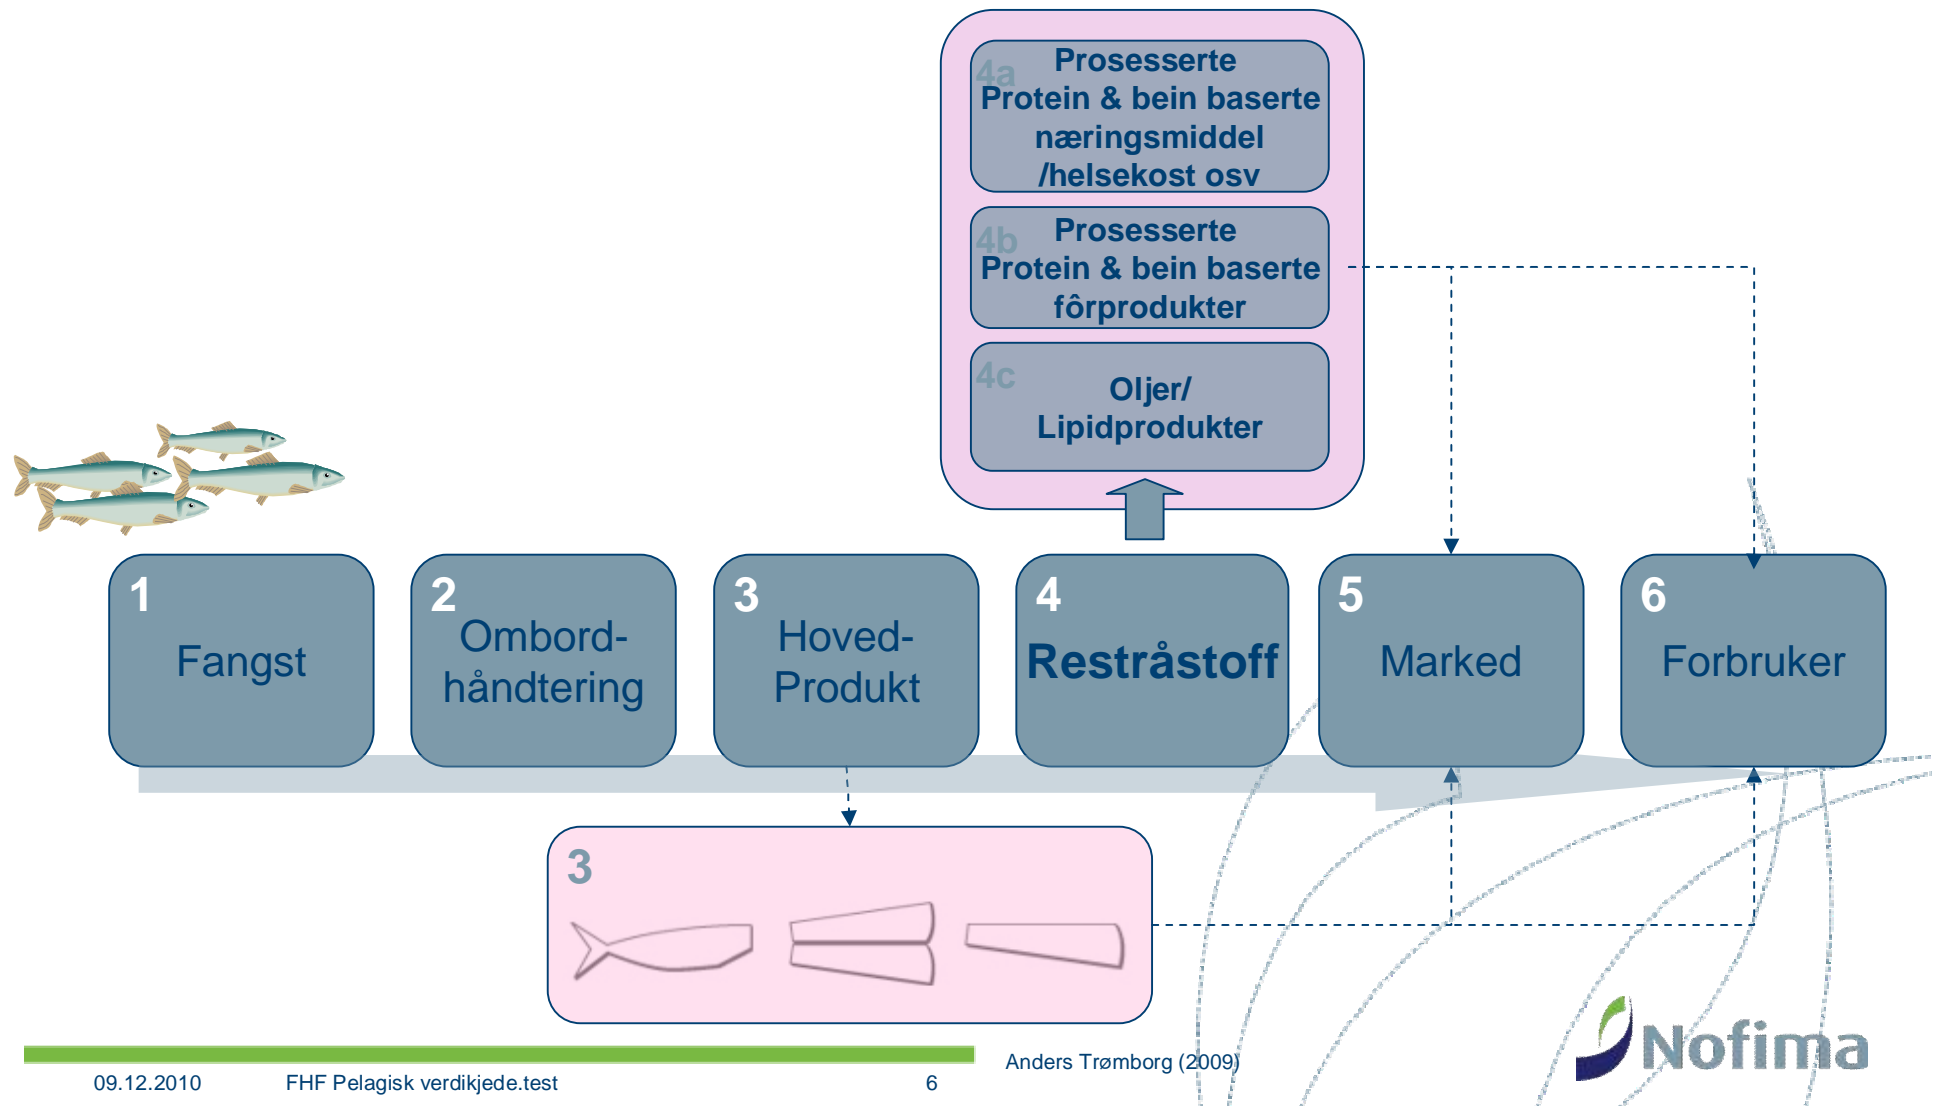 4a
Prosesserte
Protein & bein baserte
næringsmiddel
/helsekost osv
4b
Prosesserte
Protein & bein baserte
fôrprodukter
4c
Oljer/
Lipidprodukter
1
Fangst
2
Ombord-
håndtering
3
Hoved-
Produkt
4
Restråstoff
5
Marked
6
Forbruker
3
Anders Trømborg (2009)
Nofima
09.12.2010
FHF Pelagisk verdikjede.test
6